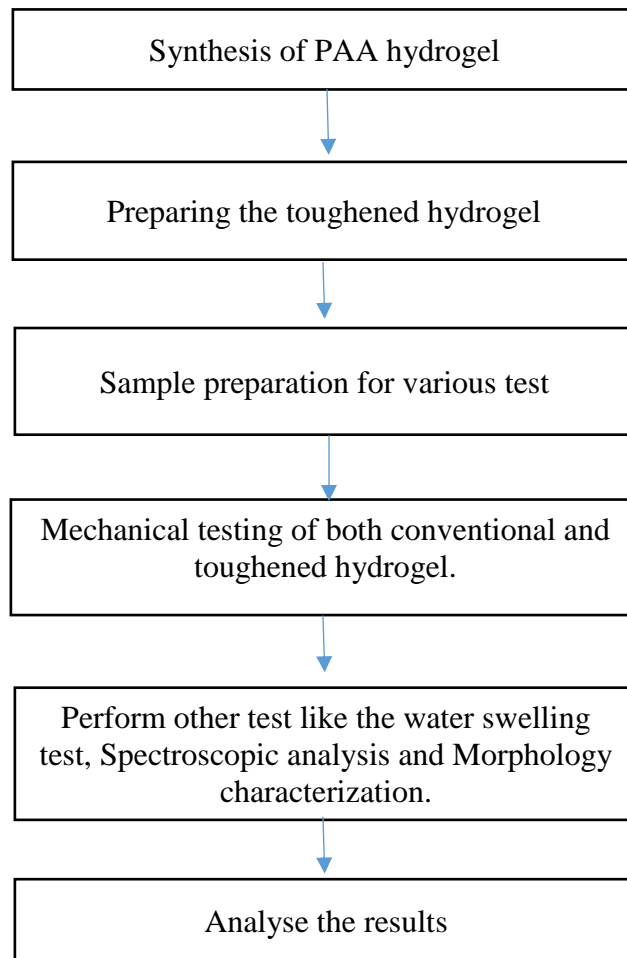 Synthesis of PAA hydrogel
Preparing the toughened hydrogel
Sample preparation for various test
Mechanical testing of both conventional and
toughened hydrogel.
Perform other test like the water swelling
test, Spectroscopic analysis and Morphology
characterization.
Analyse the results